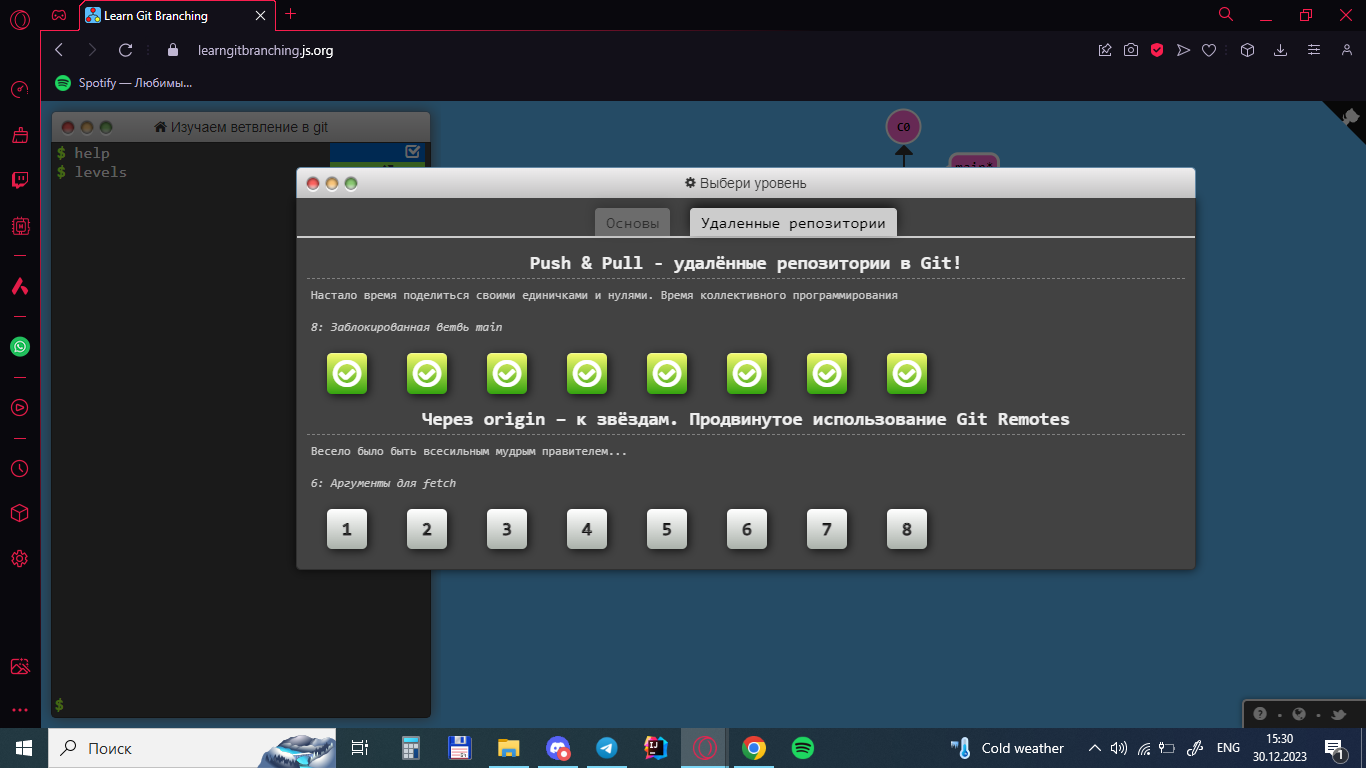 Learn Git Branching
learngitbranching.js.org
Spotify — Любимы...
Изучаем ветвление в git
$ help
$ levels
$
C0
main*
Выбери уровень
Основы
Удаленные репозитории
Push & Pull - удалённые репозитории в Git!
Настало время поделиться своими единичками и нулями. Время коллективного программирования
8: Заблокированная ветвь main
Через origin – к звёздам. Продвинутое использование Git Remotes
Весело было быть всесильным мудрым правителем...
6: Аргументы для fetch
1 2 3 4 5 6 7 8
Поиск
Cold weather
ENG
15:30
30.12.2023
1